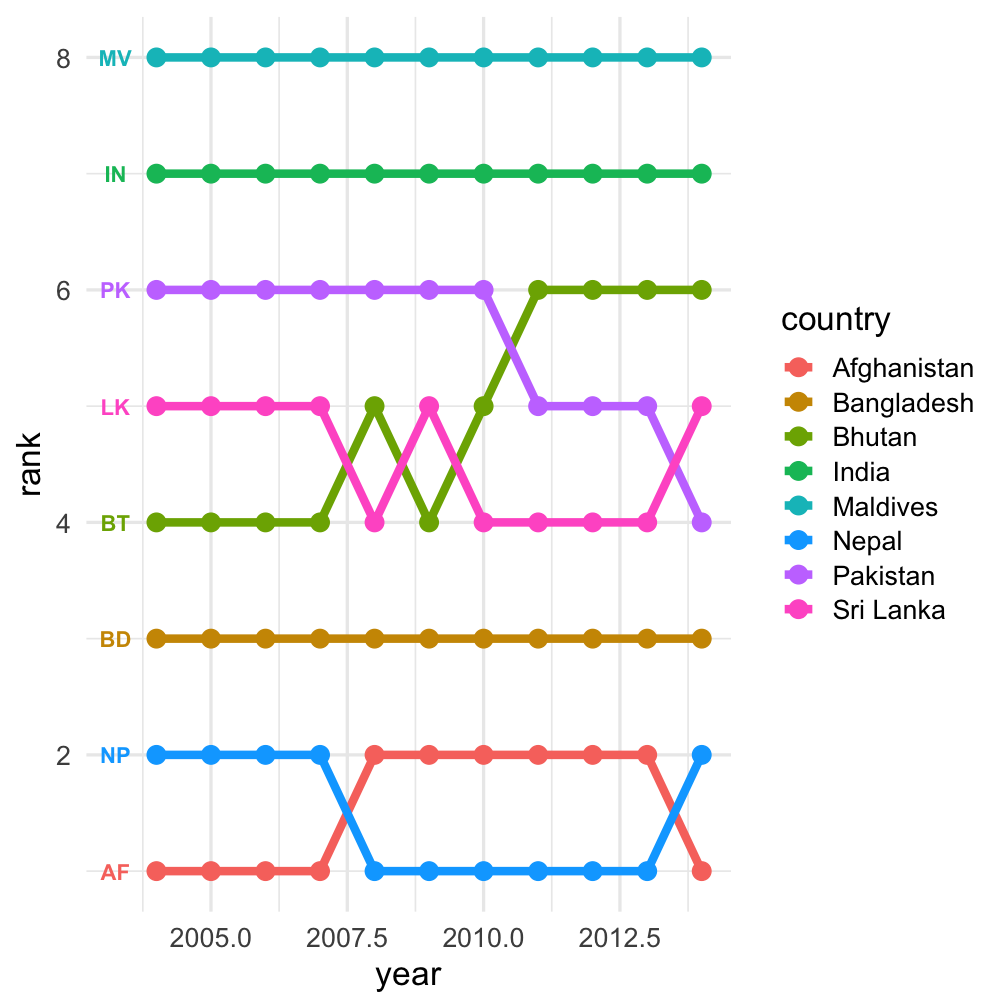 8
MV
IN
6
PK
LK
4
BT
BD
2
NP
AF
rank
2005.0
2007.5
2010.0
2012.5
year
country
Afghanistan
Bangladesh
Bhutan
India
Maldives
Nepal
Pakistan
Sri Lanka